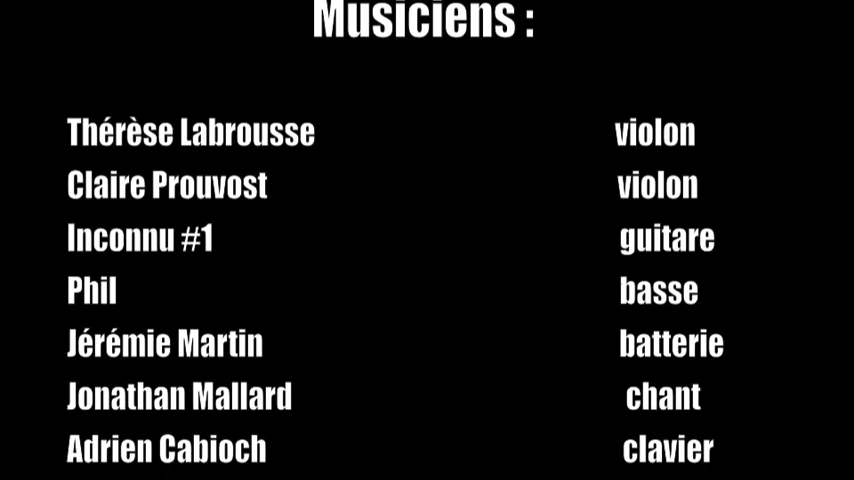 Musiciens :
Thérèse Labrousse violon
Claire Prouvost violon
Inconnu #1 guitare
Phil basse
Jérémie Martin batterie
Jonathan Mallard chant
Adrien Cabioch clavier